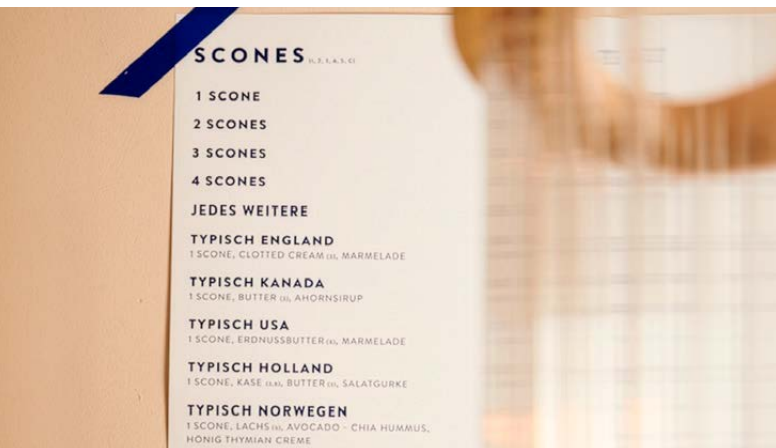 SCONES
1 SCONE
2 SCONES
3 SCONES
4 SCONES
JEDES WEITERE
TYPISCH ENGLAND
1 SCONE, CLOTTED CREAM, MARMELADE
TYPISCH KANADA
1 SCONE, BUTTER, AHORNSIRUP
TYPISCH USA
1 SCONE, ERDNUSSBUTTER, MARMELADE
TYPISCH HOLLAND
1 SCONE, KASE, BUTTER, SALATGURKE
TYPISCH NORWEGEN
1 SCONE, LACHS, AVOCADO - CHIA HUMMUS,
HONIG THYMIAN CREME